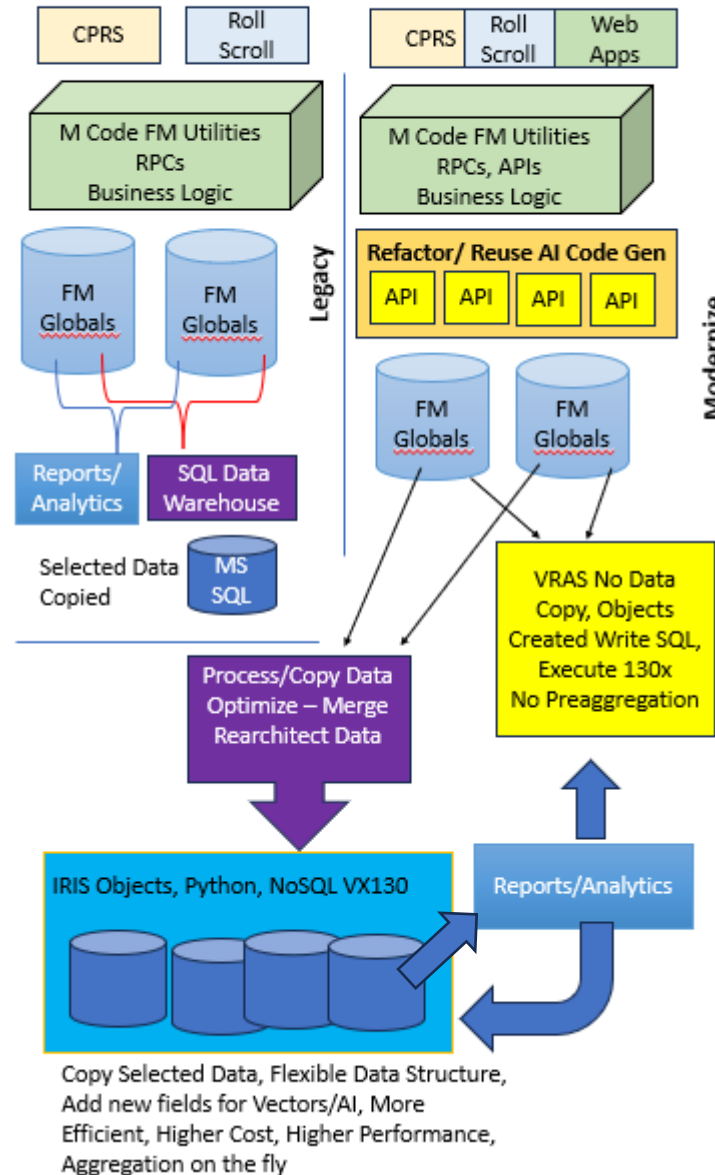 CPRS
Roll
Scroll
M Code FM Utilities
RPCs
Business Logic
FM
Globals
FM
Globals
Reports/
Analytics
SQL Data
Warehouse
Selected Data
Copied
MS
SQL
Legacy
CPRS
Roll
Scroll
Web
Apps
M Code FM Utilities
RPCs, APIs
Business Logic
Refactor/ Reuse AI Code Gen
API
API
API
API
FM
Globals
FM
Globals
Modernize
VRAS No Data
Copy, Objects
Created Write SQL,
Execute 130x
No Preaggregation
Process/Copy Data
Optimize – Merge
Rearchitect Data
IRIS Objects, Python, NoSQL VX130
Reports/Analytics
Copy Selected Data, Flexible Data Structure,
Add new fields for Vectors/AI, More
Efficient, Higher Cost, Higher Performance,
Aggregation on the fly